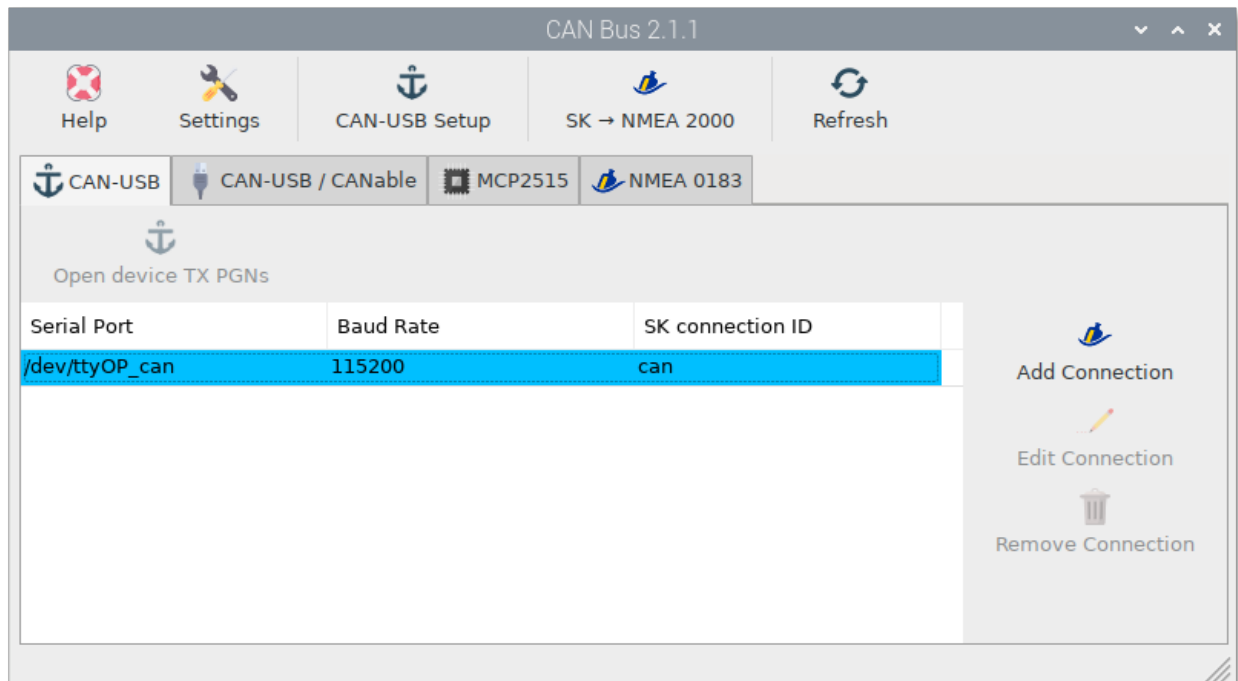 CAN Bus 2.1.1
Help Settings CAN-USB Setup SK → NMEA 2000 Refresh
CAN-USB CAN-USB / CANable MCP2515 NMEA 0183
Open device TX PGNs
Serial Port Baud Rate SK connection ID
/dev/ttyOP_can 115200 can
Add Connection
Edit Connection
Remove Connection